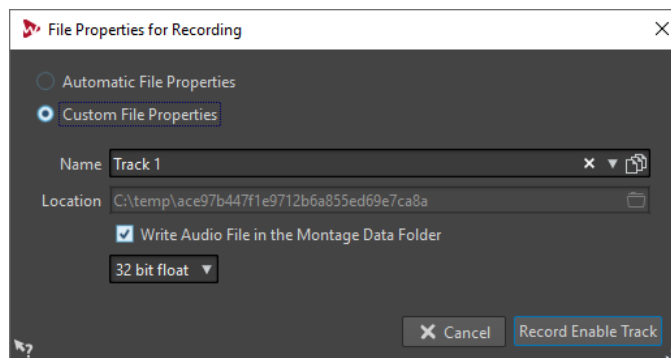 File Properties for Recording
Automatic File Properties
Custom File Properties
Name Track 1
Location C:\temp\ace97b447f1e9712b6a855ed69e7ca8a
Write Audio File in the Montage Data Folder
32 bit float
Cancel Record Enable Track